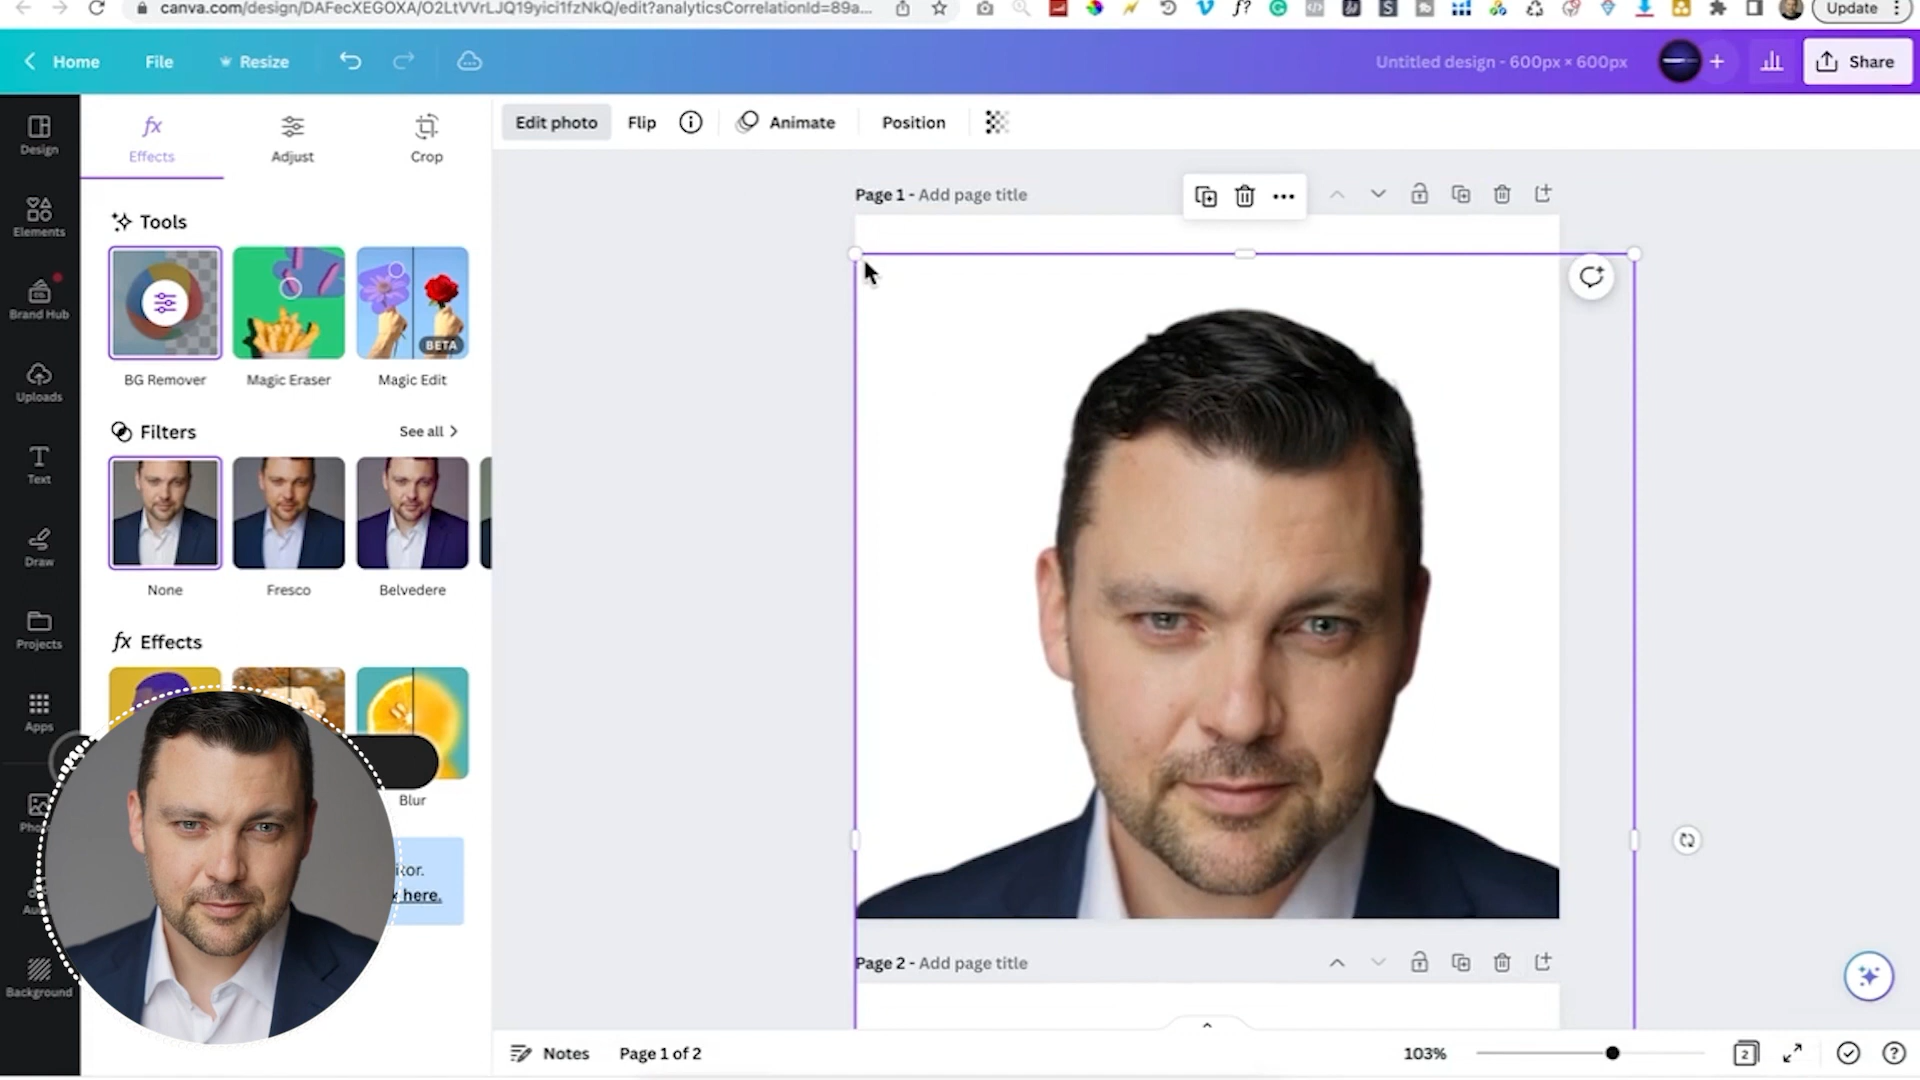 canva.com/design/DAFecXEGOXA/O2LtVVrLJQ19yici1fzNkQ/edit?analyticsCorrelationId=89a...
Update
Home
File
Resize
Untitled design - 600px × 600px
Share
Design
Elements
Brand Hub
Uploads
Text
Draw
Projects
Apps
Background
Effects
Adjust
Crop
Tools
BETA
BG Remover
Magic Eraser
Magic Edit
Filters
See all
None
Fresco
Belvedere
fx Effects
Blur
here.
Edit photo
Flip
Animate
Position
Page 1 - Add page title
Page 2 - Add page title
Notes
Page 1 of 2
103%
2